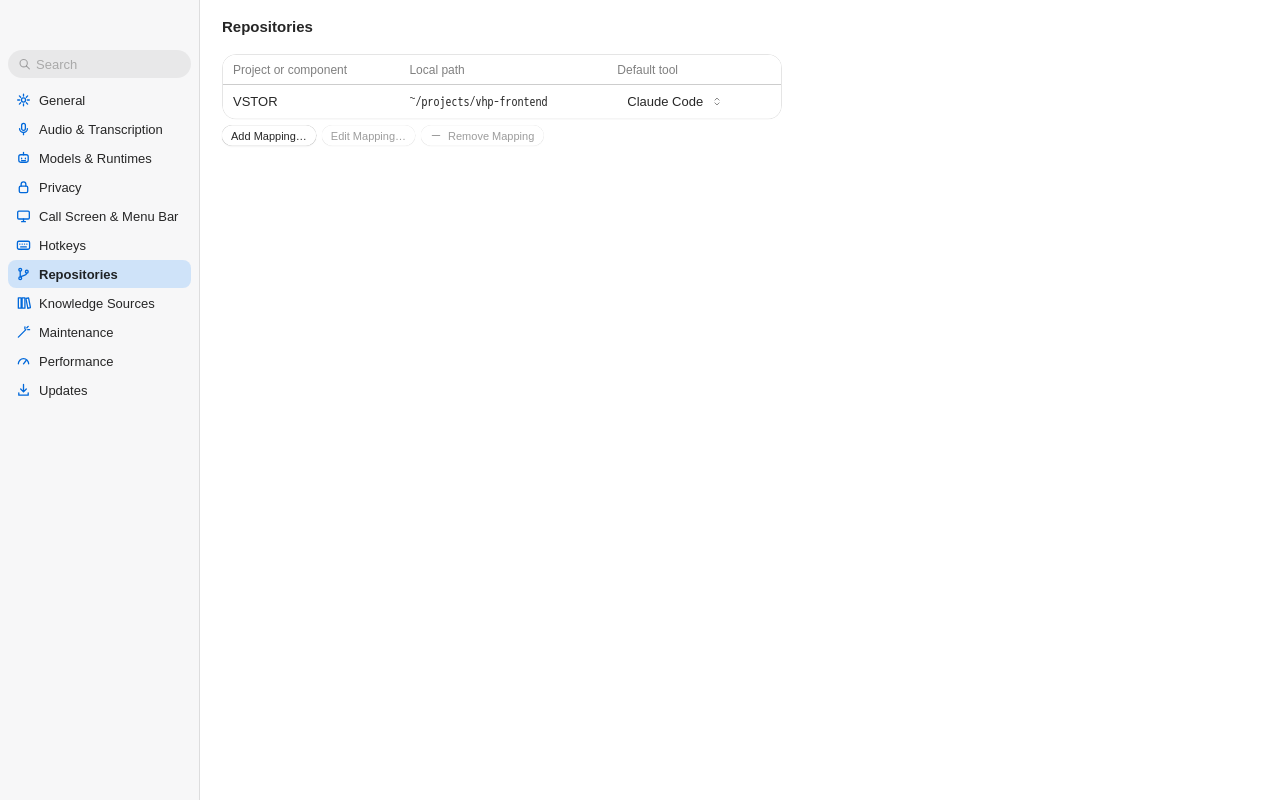 Repositories
Search
General
Audio & Transcription
Models & Runtimes
Privacy
Call Screen & Menu Bar
Hotkeys
Repositories
Knowledge Sources
Maintenance
Performance
Updates
Project or component Local path Default tool
VSTOR ~/projects/vhp-frontend Claude Code
Add Mapping… Edit Mapping… Remove Mapping